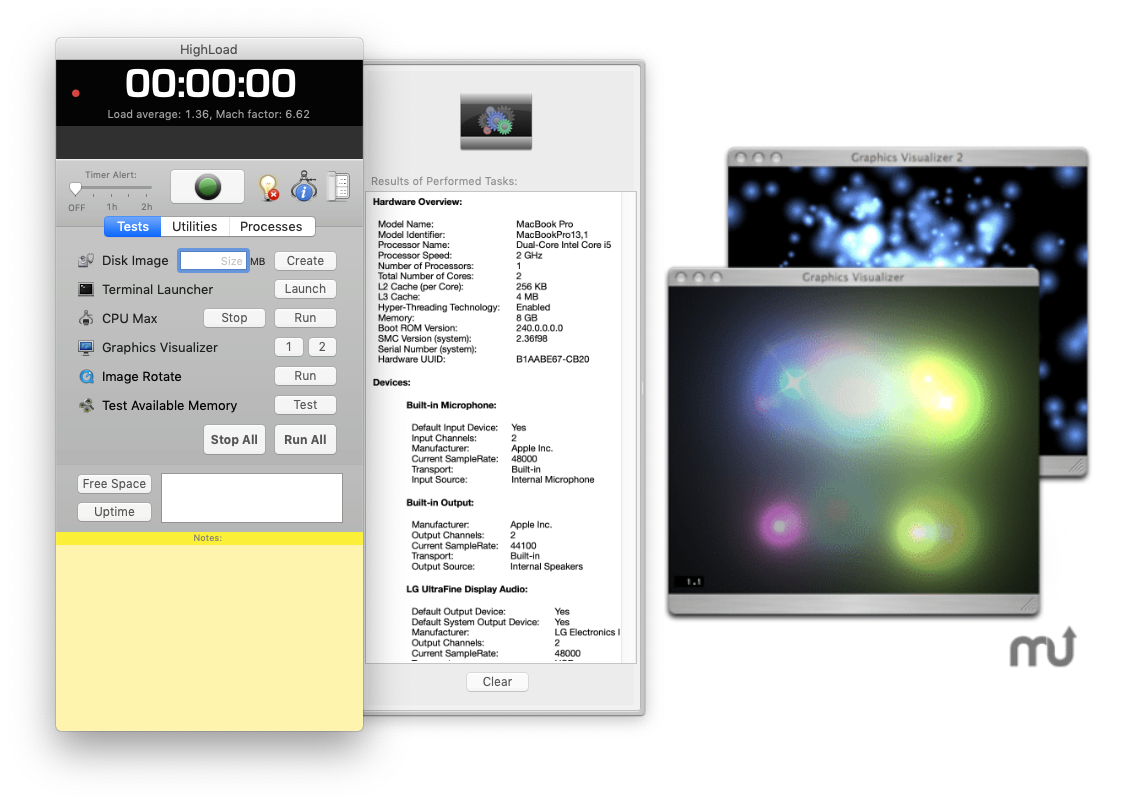 HighLoad
00:00:00
Load average: 1.36, Mach factor: 6.62
Timer Alert:
OFF 1h 2h
Tests Utilities Processes
Disk Image Size MB Create
Terminal Launcher Launch
CPU Max Stop Run
Graphics Visualizer 1 2
Image Rotate Run
Test Available Memory Test
Stop All Run All
Free Space
Uptime
Notes:
Results of Performed Tasks:
Hardware Overview:
Model Name: MacBook Pro
Model Identifier: MacBookPro13,1
Processor Name: Dual-Core Intel Core i5
Processor Speed: 2 GHz
Number of Processors: 1
Total Number of Cores: 2
L2 Cache (per Core): 256 KB
L3 Cache: 4 MB
Hyper-Threading Technology: Enabled
Memory: 8 GB
Boot ROM Version: 240.0.0.0.0
SMC Version (system): 2.36f98
Serial Number (system):
Hardware UUID: B1AABE67-CB20
Devices:
Built-in Microphone:
Default Input Device: Yes
Input Channels: 2
Manufacturer: Apple Inc.
Current SampleRate: 48000
Transport: Built-in
Input Source: Internal Microphone
Built-in Output:
Manufacturer: Apple Inc.
Output Channels: 2
Current SampleRate: 44100
Transport: Built-in
Output Source: Internal Speakers
LG UltraFine Display Audio:
Default Output Device: Yes
Default System Output Device: Yes
Manufacturer: LG Electronics I
Output Channels: 2
Current SampleRate: 48000
Clear
Graphics Visualizer 2
Graphics Visualizer
1.1
mu